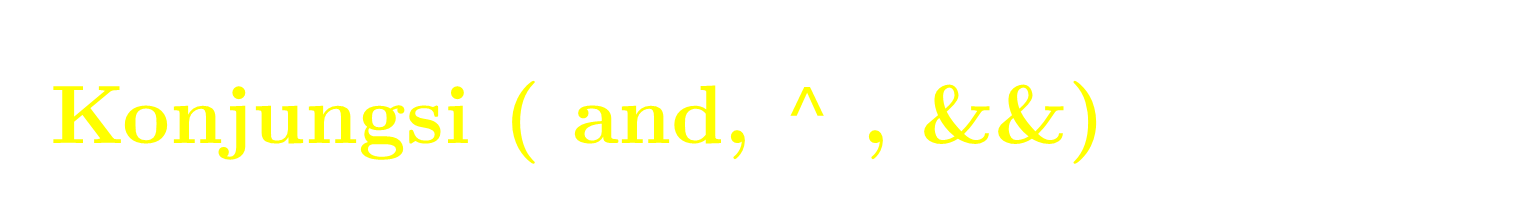 Konjungsi ( and, ^ , &&)